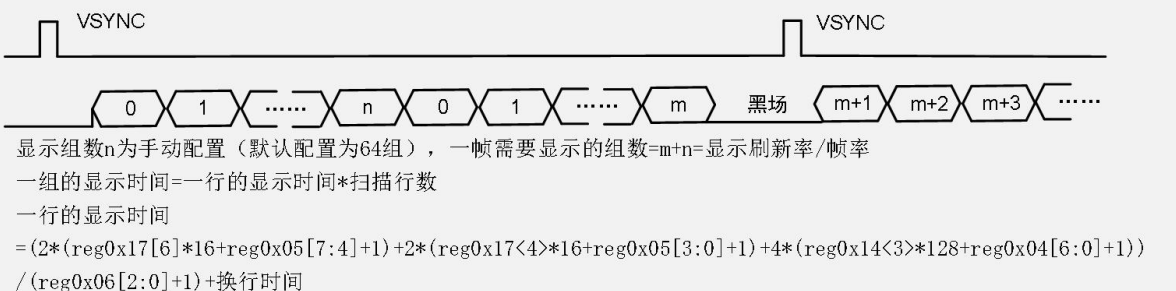 VSYNC VSYNC
0 1 …… n 0 1 …… m 黑场 m+1 m+2 m+3 ……
显示组数n为手动配置（默认配置为64组），一帧需要显示的组数=m+n=显示刷新率/帧率
一组的显示时间=一行的显示时间*扫描行数
一行的显示时间
=(2*(reg0x17[6]*16+reg0x05[7:4]+1)+2*(reg0x17<4>*16+reg0x05[3:0]+1)+4*(reg0x14<3>*128+reg0x04[6:0]+1))
/(reg0x06[2:0]+1)+换行时间